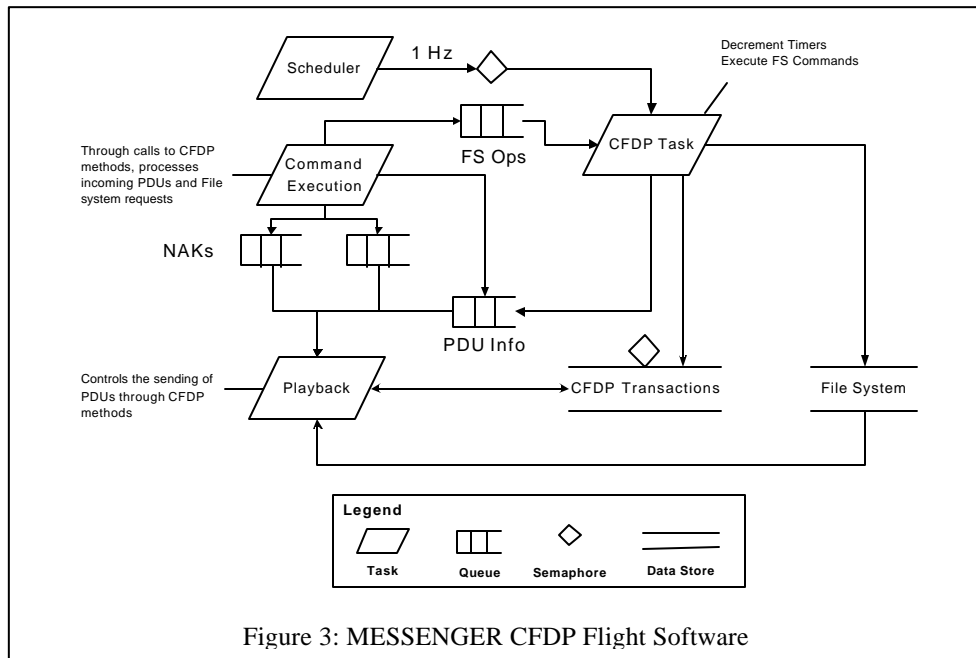 Scheduler
1 Hz
Decrement Timers
Execute FS Commands
FS Ops
CFDP Task
Through calls to CFDP
methods, processes
incoming PDUs and File
system requests
Command
Execution
NAKs
PDU Info
Controls the sending of
PDUs through CFDP
methods
Playback
CFDP Transactions
File System
Legend
Task
Queue
Semaphore
Data Store
Figure 3: MESSENGER CFDP Flight Software